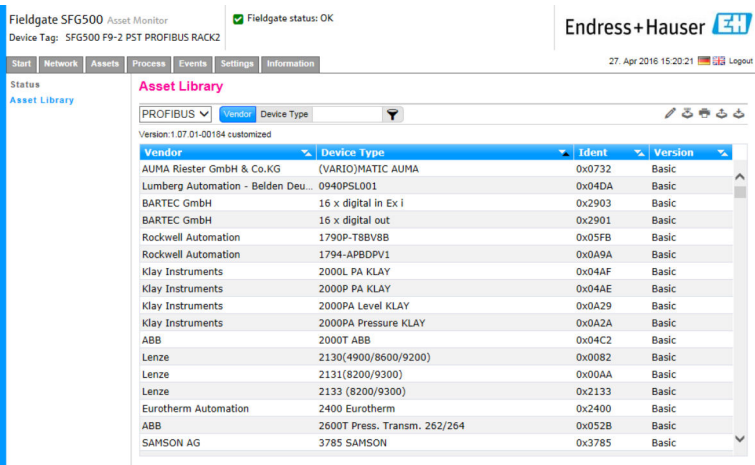 Fieldgate SFG500 Asset Monitor
Device Tag: SFG500 F9-2 PST PROFIBUS RACK2
Fieldgate status: OK
Endress+Hauser EH
Start Network Assets Process Events Settings Information
27. Apr 2016 15:20:21 Logout
Status
Asset Library
Asset Library
PROFIBUS Vendor Device Type
Version:1.07.01-00184 customized
Vendor Device Type Ident Version
AUMA Riester GmbH & Co.KG (VARIO)MATIC AUMA 0x0732 Basic
Lumberg Automation - Belden Deu... 0940PSL001 0x04DA Basic
BARTEC GmbH 16 x digital in Ex i 0x2903 Basic
BARTEC GmbH 16 x digital out 0x2901 Basic
Rockwell Automation 1790P-T8BV8B 0x05FB Basic
Rockwell Automation 1794-APBDPV1 0x0A9A Basic
Klay Instruments 2000L PA KLAY 0x04AF Basic
Klay Instruments 2000P PA KLAY 0x04AE Basic
Klay Instruments 2000PA Level KLAY 0x0A29 Basic
Klay Instruments 2000PA Pressure KLAY 0x0A2A Basic
ABB 2000T ABB 0x04C2 Basic
Lenze 2130(4900/8600/9200) 0x0082 Basic
Lenze 2131(8200/9300) 0x00AA Basic
Lenze 2133 (8200/9300) 0x2133 Basic
Eurotherm Automation 2400 Eurotherm 0x2400 Basic
ABB 2600T Press. Transm. 262/264 0x052B Basic
SAMSON AG 3785 SAMSON 0x3785 Basic